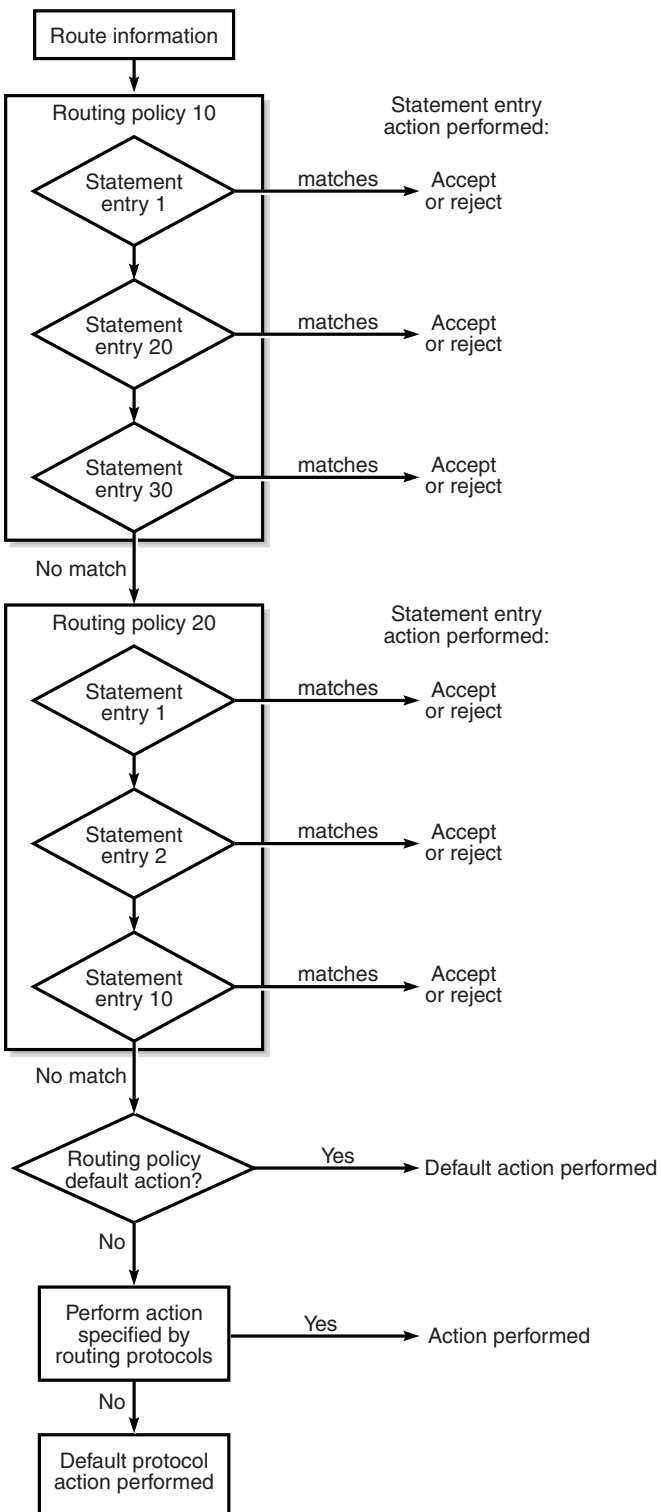 Route information
Routing policy 10
Statement entry
action performed:
Statement
entry 1
matches
Accept
or reject
Statement
entry 20
matches
Accept
or reject
Statement
entry 30
matches
Accept
or reject
No match
Routing policy 20
Statement entry
action performed:
Statement
entry 1
matches
Accept
or reject
Statement
entry 2
matches
Accept
or reject
Statement
entry 10
matches
Accept
or reject
No match
Routing policy
default action?
Yes
Default action performed
No
Perform action
specified by
routing protocols
Yes
Action performed
No
Default protocol
action performed